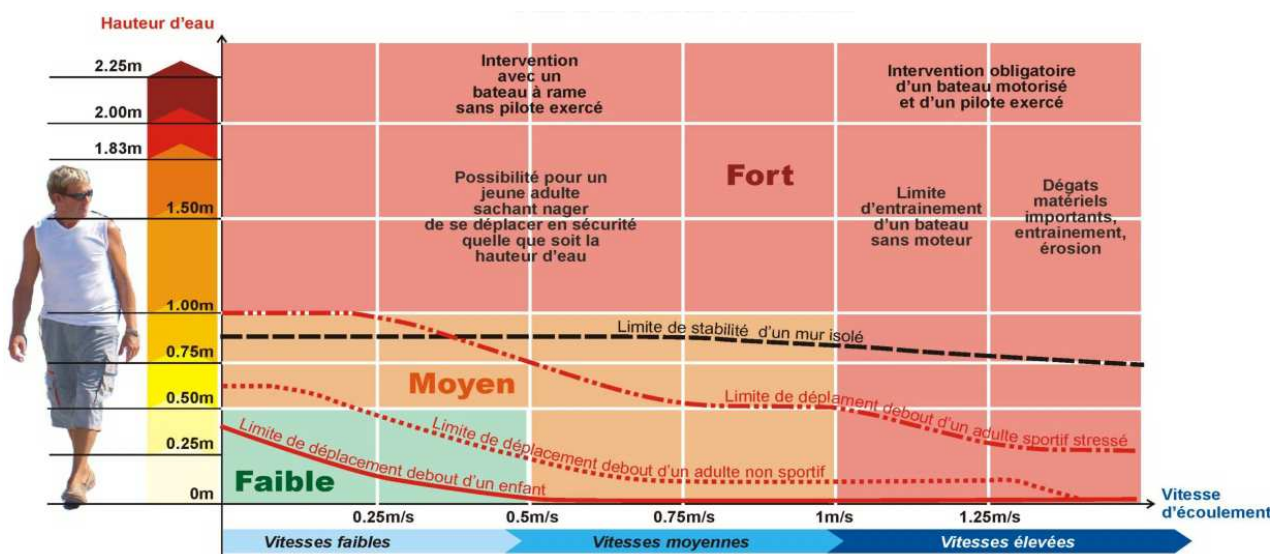 Hauteur d'eau
2.25m
2.00m
1.83m
1.50m
1.00m
0.75m
0.50m
0.25m
0m
Intervention
avec un
bateau à rame
sans pilote exercé
Intervention obligatoire
d'un bateau motorisé
et d'un pilote exercé
Fort
Possibilité pour un
jeune adulte
sachant nager
de se déplacer en sécurité
quelle que soit la
hauteur d'eau
Limite
d'entrainement
d'un bateau
sans moteur
Dégats
matériels
importants,
entrainement,
érosion
Limite de stabilité d'un mur isolé
Moyen
Limite de déplament debout d'un adulte sportif stressé
Limite de déplacement debout d'un adulte non sportif
Limite de déplacement debout d'un enfant
Faible
0.25m/s
0.5m/s
0.75m/s
1m/s
1.25m/s
Vitesse
d'écoulement
Vitesses faibles
Vitesses moyennes
Vitesses élevées